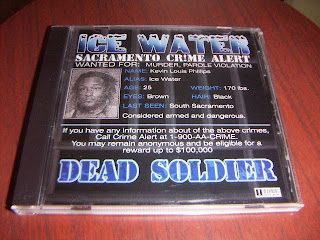 ICE WATER
SACRAMENTO CR!ME ALERT
WANTED FOR: MURDER, PAROLE VIOLATION
NAME: Kevin Louis Phillips
ALIAS: Ice Water
AGE: 25 WEIGHT: 170 lbs.
EYES: Brown HAIR: Black
LAST SEEN: South Sacramento
Considered armed and dangerous.
If you have any information about of the above crimes,
Call Crime Alert at 1-900-AA-CRIME.
You may remain anonymous and be eligible for a
reward up to $100,000
DEAD SOLDIER